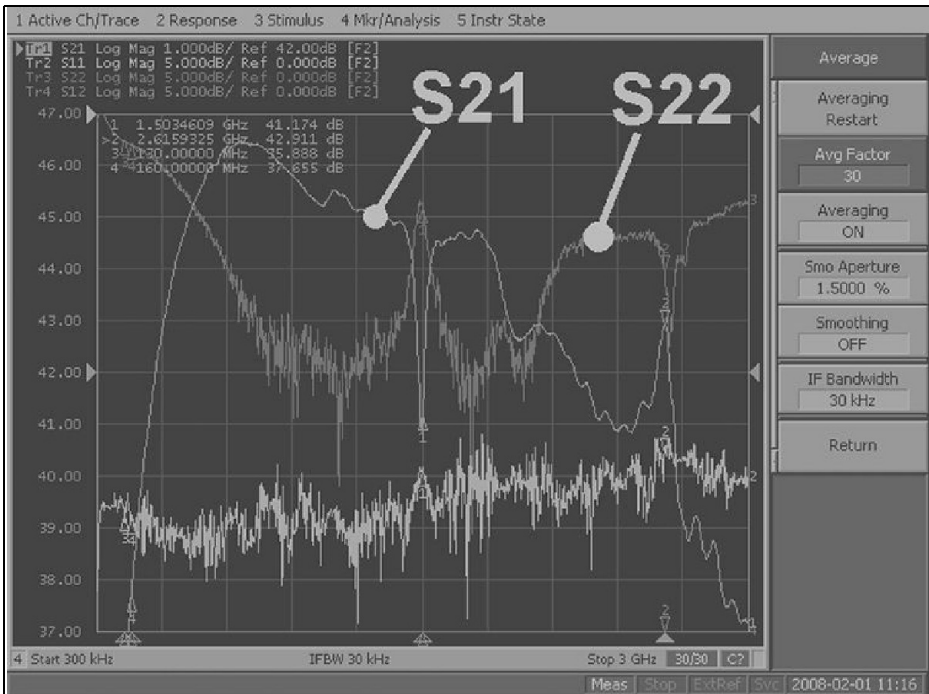 1 Active Ch/Trace 2 Response 3 Stimulus 4 Mkr/Analysis 5 Instr State
Tr1 S21 Log Mag 1.000dB/ Ref 42.00dB [F2]
Tr2 S11 Log Mag 5.000dB/ Ref 0.000dB [F2]
Tr3 S22 Log Mag 5.000dB/ Ref 0.000dB [F2]
Tr4 S12 Log Mag 5.000dB/ Ref 0.000dB [F2]
S21 S22
47.00
1 1.5034609 GHz 41.174 dB
>2 2.6159325 GHz 42.911 dB
3 130.00000 MHz 35.888 dB
4 160.00000 MHz 37.655 dB
46.00
45.00
44.00
43.00
42.00
41.00
40.00
39.00
38.00
37.00
4 Start 300 kHz IFBW 30 kHz Stop 3 GHz 30/30 C?
Average
Averaging
Restart
Avg Factor
30
Averaging
ON
Smo Aperture
1.5000 %
Smoothing
OFF
IF Bandwidth
30 kHz
Return
Meas Stop ExtRef Svc 2008-02-01 11:16